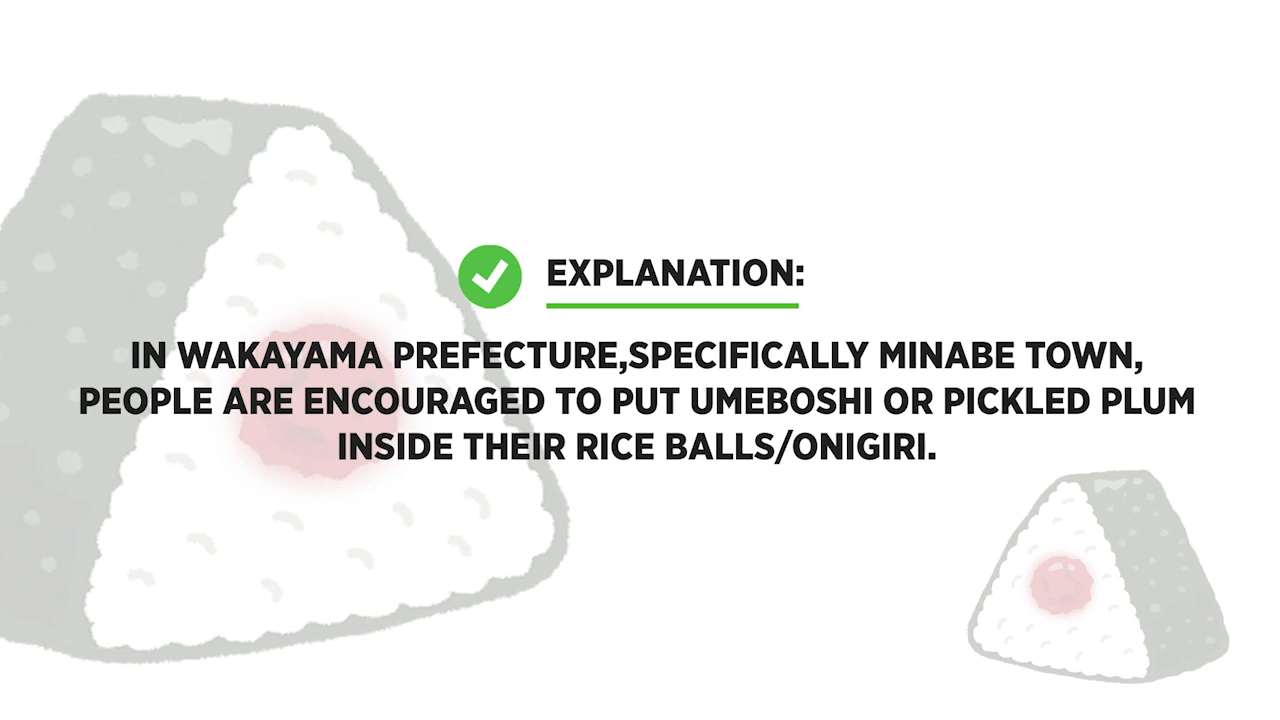 EXPLANATION:
IN WAKAYAMA PREFECTURE,SPECIFICALLY MINABE TOWN,
PEOPLE ARE ENCOURAGED TO PUT UMEBOSHI OR PICKLED PLUM
INSIDE THEIR RICE BALLS/ONIGIRI.